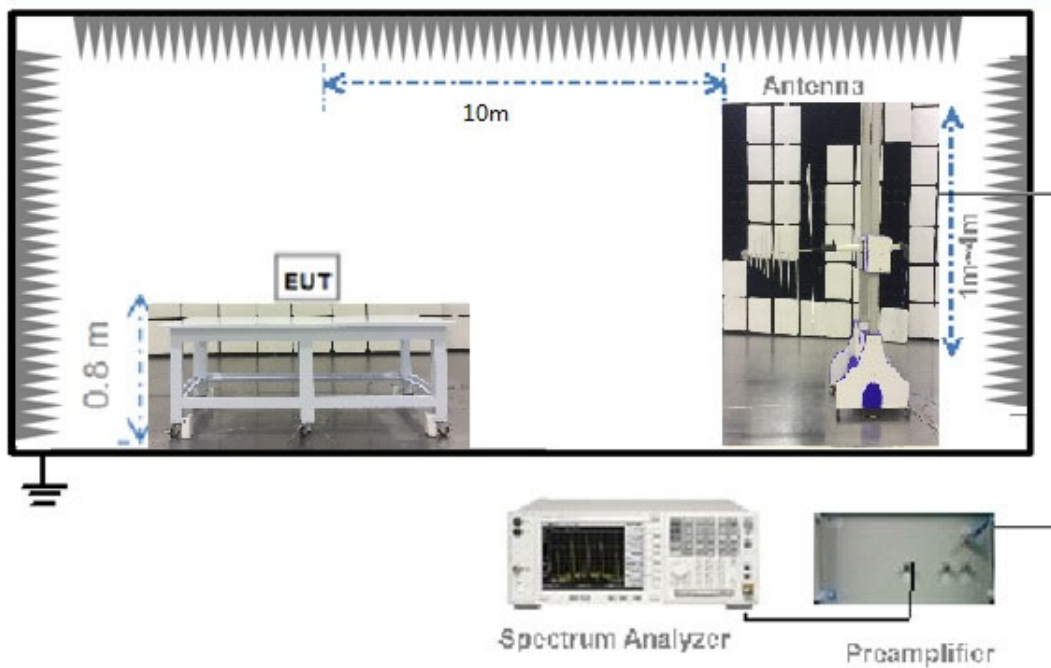 Antenna
10m
1m~4m
EUT
0.8 m
Spectrum Analyzer
Preamplifier